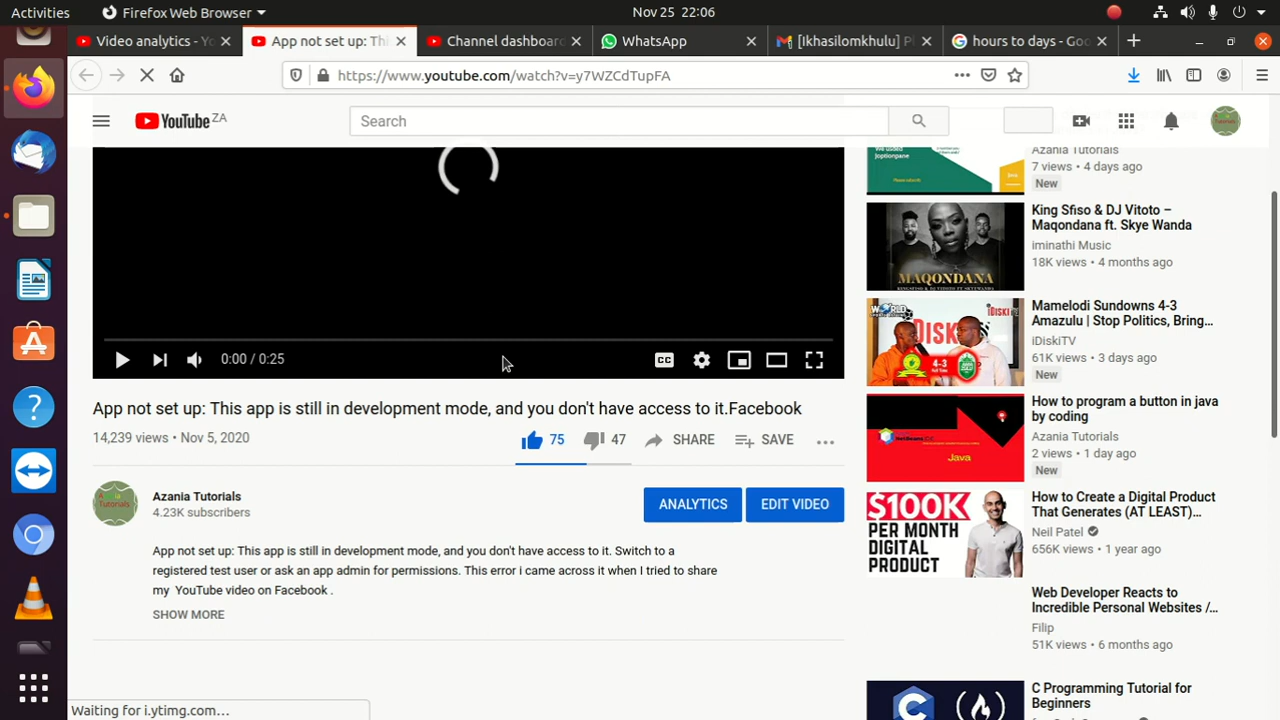 Activities
Firefox Web Browser
Nov 25 22:06
Video analytics - Yo
App not set up: Thi
Channel dashboard
WhatsApp
[Ikhasilomkhulu] Pl
hours to days - Goo
https://www.youtube.com/watch?v=y7WZCdTupFA
YouTube ZA
Search
0:00 / 0:25
CC
App not set up: This app is still in development mode, and you don't have access to it.Facebook
14,239 views • Nov 5, 2020
75
47
SHARE
SAVE
Azania Tutorials
4.23K subscribers
ANALYTICS
EDIT VIDEO
App not set up: This app is still in development mode, and you don't have access to it. Switch to a
registered test user or ask an app admin for permissions. This error i came across it when I tried to share
my YouTube video on Facebook .
SHOW MORE
Joptionpane
Azania Tutorials
7 views • 4 days ago
New
MAQONDANA
King Sfiso & DJ Vitoto –
Maqondana ft. Skye Wanda
iminathi Music
18K views • 4 months ago
iDiski
4-3
Mamelodi Sundowns 4-3
Amazulu | Stop Politics, Bring...
iDiskiTV
61K views • 3 days ago
New
Java
How to program a button in java
by coding
Azania Tutorials
2 views • 1 day ago
New
$100K
PER MONTH
DIGITAL
PRODUCT
How to Create a Digital Product
That Generates (AT LEAST)...
Neil Patel
656K views • 1 year ago
Web Developer Reacts to
Incredible Personal Websites /...
Filip
51K views • 6 months ago
C
C Programming Tutorial for
Beginners
Waiting for i.ytimg.com...